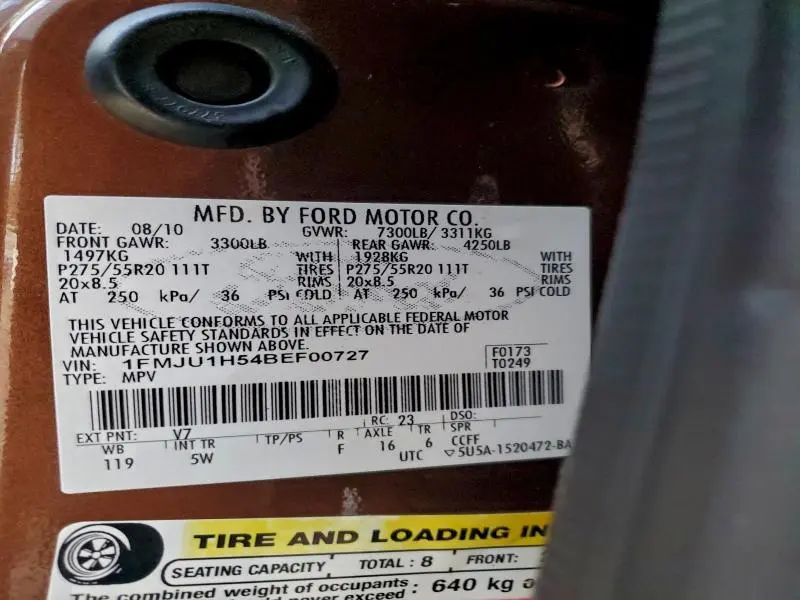 MFD. BY FORD MOTOR CO.
DATE: 08/10 GVWR: 7300LB/ 3311KG
FRONT GAWR: 3300LB REAR GAWR: 4250LB
1497KG WITH 1928KG WITH
P275/55R20 111T TIRES P275/55R20 111T TIRES
20x8.5 RIMS 20x8.5 RIMS
AT 250 kPa/ 36 PSI COLD AT 250 kPa/ 36 PSI COLD
THIS VEHICLE CONFORMS TO ALL APPLICABLE FEDERAL MOTOR
VEHICLE SAFETY STANDARDS IN EFFECT ON THE DATE OF
MANUFACTURE SHOWN ABOVE.
VIN: 1FMJU1H54BEF00727 F0173
TYPE: MPV T0249
EXT PNT: V7 RC: 23 DSO:
WB INT TR TP/PS R AXLE TR SPR
119 5W F 16 6 CCFF
UTC ▽5U5A-1520472-BA
TIRE AND LOADING IN
SEATING CAPACITY TOTAL : 8 FRONT:
The combined weight of occupants
exceed : 640 kg